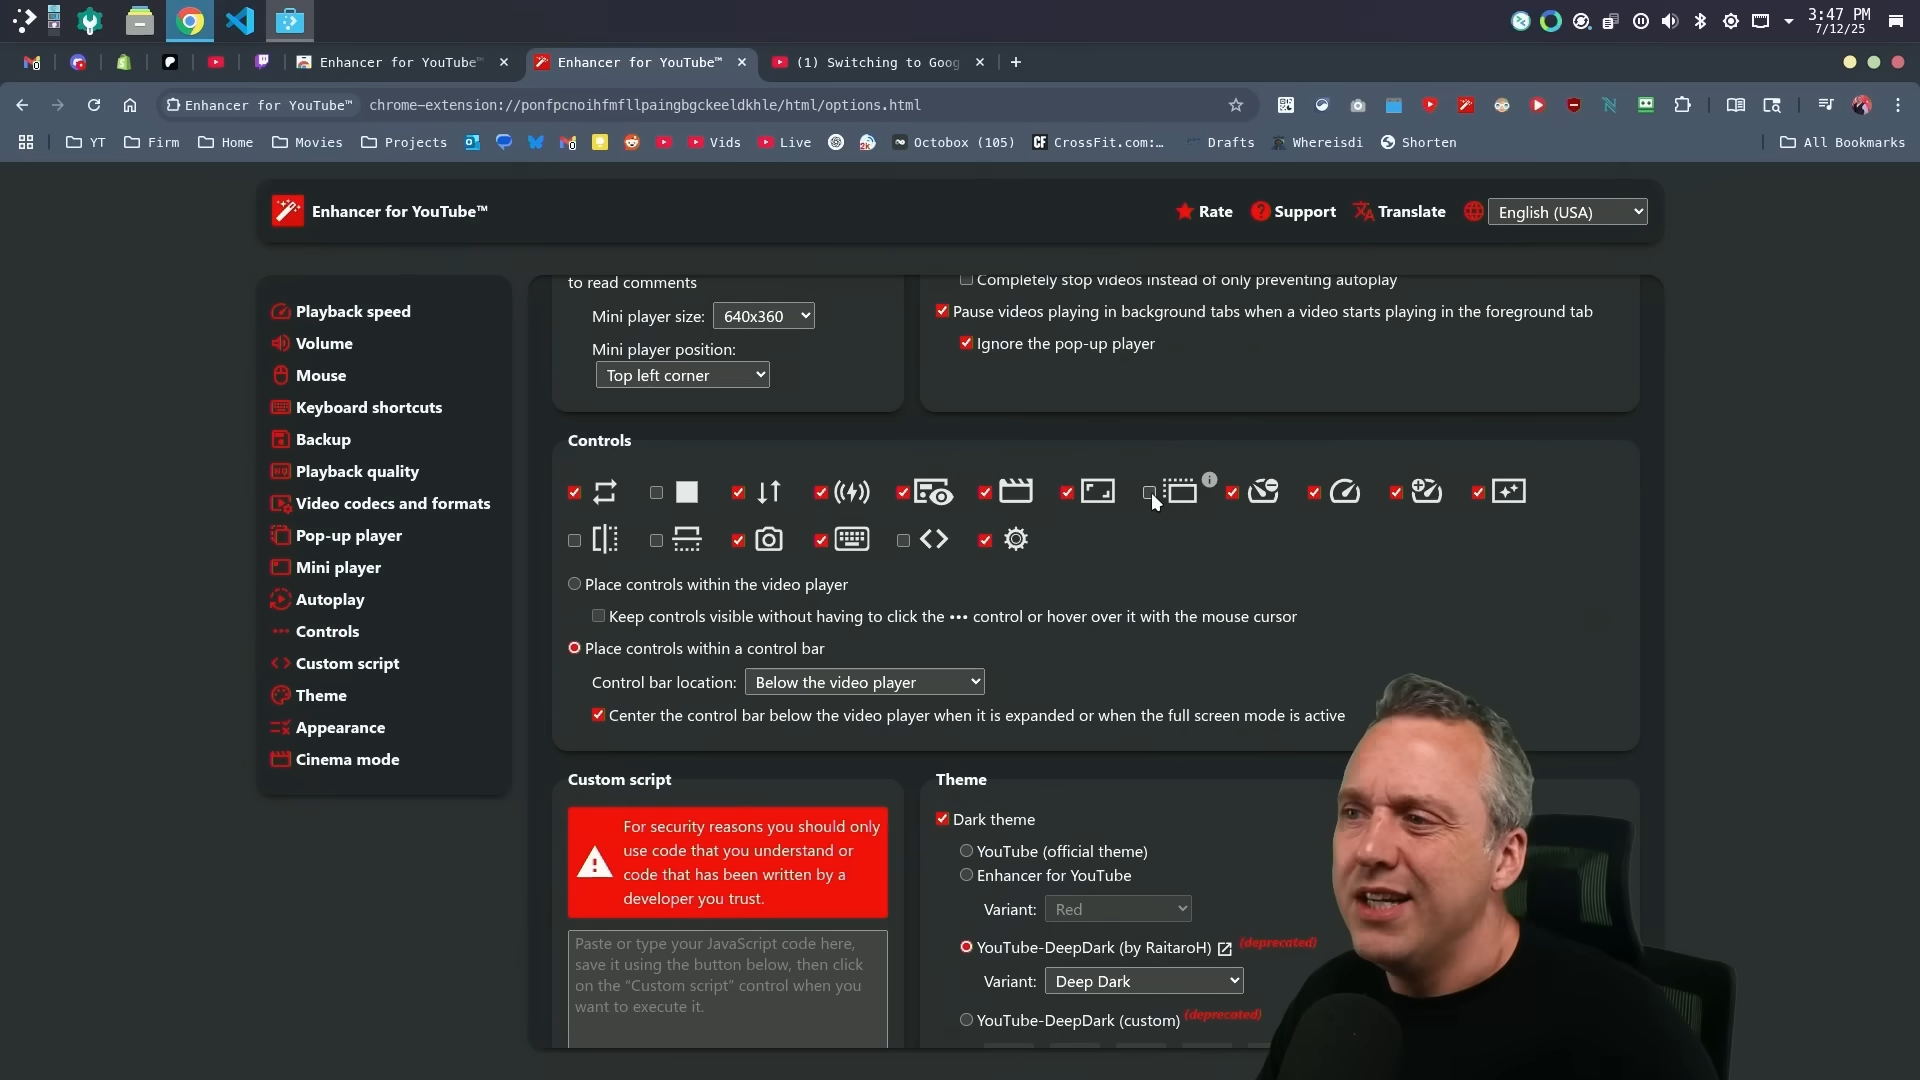 3:47 PM
7/12/25
Enhancer for YouTube™
Enhancer for YouTube™
(1) Switching to Goog
Enhancer for YouTube™
chrome-extension://ponfpcnoihfmfllpaingbgckeeldkhle/html/options.html
YT
Firm
Home
Movies
Projects
Vids
Live
Octobox (105)
CF
CrossFit.com:…
Drafts
Whereisdi
Shorten
All Bookmarks
Enhancer for YouTube™
Rate
Support
Translate
English (USA)
Playback speed
Volume
Mouse
Keyboard shortcuts
Backup
HQ
Playback quality
Video codecs and formats
Pop-up player
Mini player
Autoplay
Controls
Custom script
Theme
Appearance
Cinema mode
to read comments
Mini player size: 640x360
Mini player position:
Top left corner
Completely stop videos instead of only preventing autoplay
Pause videos playing in background tabs when a video starts playing in the foreground tab
Ignore the pop-up player
Controls
Place controls within the video player
Keep controls visible without having to click the ••• control or hover over it with the mouse cursor
Place controls within a control bar
Control bar location: Below the video player
Center the control bar below the video player when it is expanded or when the full screen mode is active
Custom script
For security reasons you should only
use code that you understand or
code that has been written by a
developer you trust.
Paste or type your JavaScript code here,
save it using the button below, then click
on the "Custom script" control when you
want to execute it.
Theme
Dark theme
YouTube (official theme)
Enhancer for YouTube
Variant: Red
YouTube-DeepDark (by RaitaroH) (deprecated)
Variant: Deep Dark
YouTube-DeepDark (custom) (deprecated)